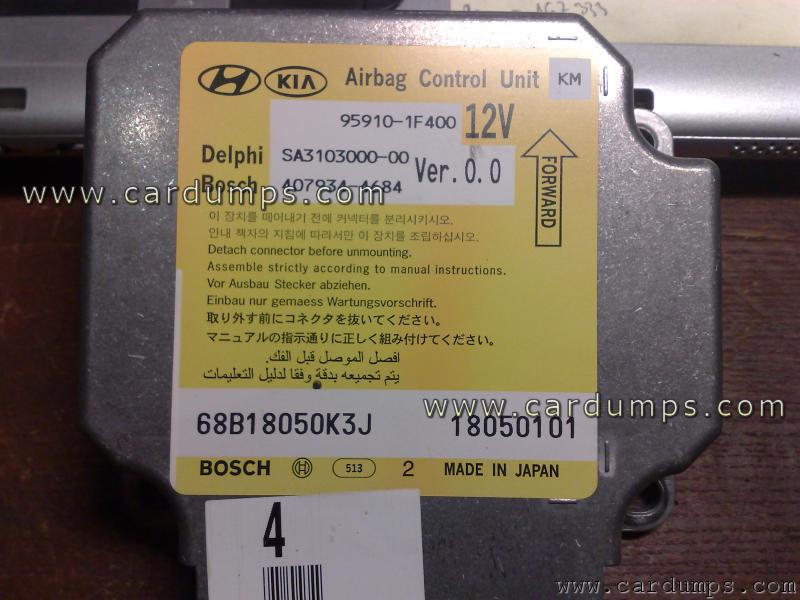 HYUNDAI KIA Airbag Control Unit KM
95910-1F400 12V
Delphi SA3103000-00 Ver.0.0
Bosch 407934-4684
FORWARD
www.cardumps.com
이 장치를 떼어내기 전에 커넥터를 분리시키시오.
안내 책자의 지침에 따라서만 이 장치를 조립하십시오.
Detach connector before unmounting.
Assemble strictly according to manual instructions.
Vor Ausbau Stecker abziehen.
Einbau nur gemaess Wartungsvorschrift.
取り外す前にコネクタを抜いてください。
マニュアルの指示通りに正しく組み付けてください。
افصل الموصل قبل الفك.
يتم تجميعه بدقة وفقا لدليل التعليمات
www.cardumps.com
68B18050K3J 18050101
BOSCH 513 2 MADE IN JAPAN
4
www.cardumps.com